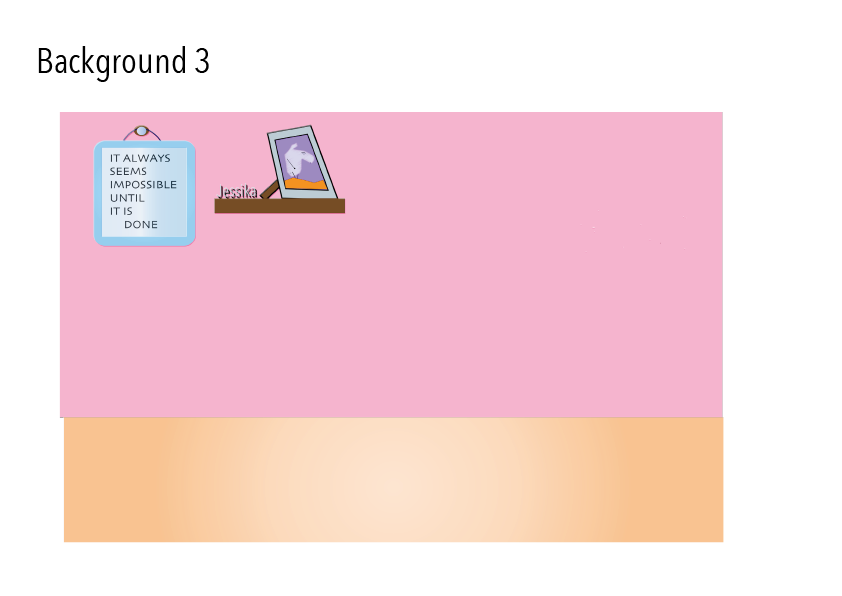 Background 3
IT ALWAYS
SEEMS
IMPOSSIBLE
UNTIL
IT IS
DONE
Jessika